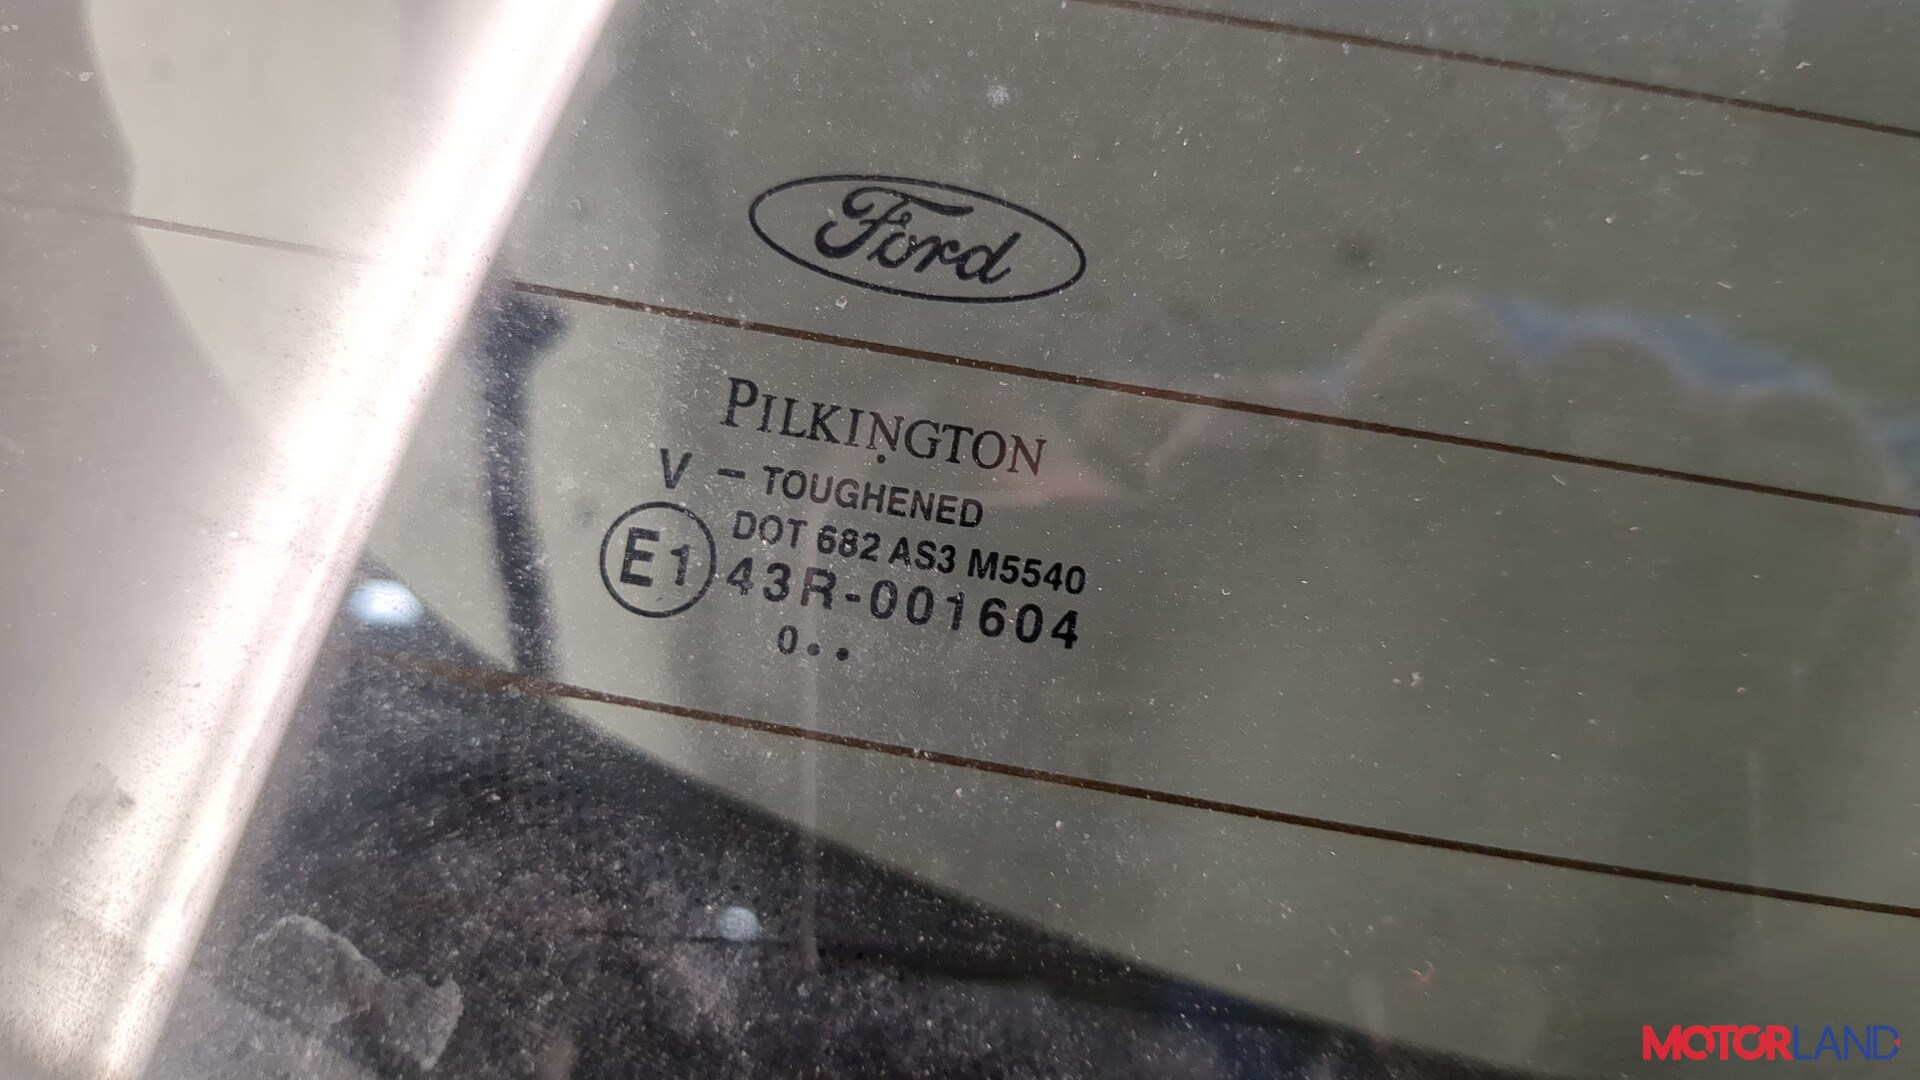 Ford
PILKINGTON
V - TOUGHENED
DOT 682 AS3 M5540
E1 43R-001604
0..
MOTORLAND